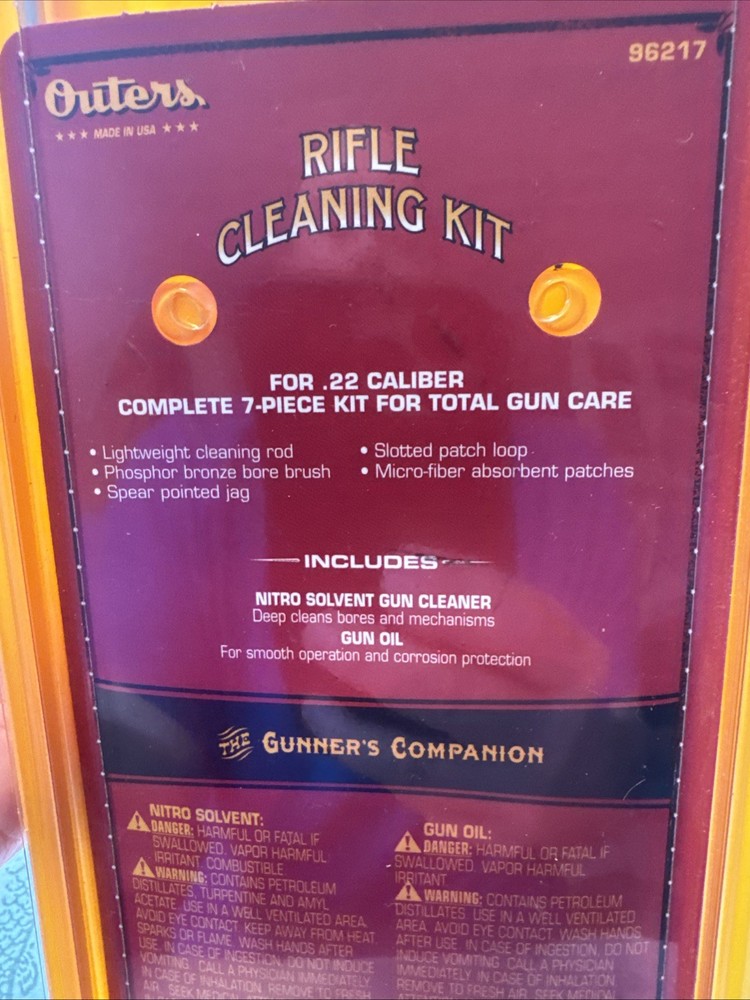 96217
Outers
★★★ MADE IN USA ★★★
RIFLE
CLEANING KIT
FOR .22 CALIBER
COMPLETE 7-PIECE KIT FOR TOTAL GUN CARE
• Lightweight cleaning rod
• Phosphor bronze bore brush
• Spear pointed jag
• Slotted patch loop
• Micro-fiber absorbent patches
INCLUDES
NITRO SOLVENT GUN CLEANER
Deep cleans bores and mechanisms
GUN OIL
For smooth operation and corrosion protection
THE GUNNER'S COMPANION
NITRO SOLVENT:
DANGER: HARMFUL OR FATAL IF
SWALLOWED. VAPOR HARMFUL
IRRITANT. COMBUSTIBLE
WARNING: CONTAINS PETROLEUM
DISTILLATES, TURPENTINE AND AMYL
ACETATE. USE IN A WELL VENTILATED AREA.
AVOID EYE CONTACT. KEEP AWAY FROM HEAT,
SPARKS OR FLAME. WASH HANDS AFTER
USE. IN CASE OF INGESTION, DO NOT INDUCE
VOMITING. CALL A PHYSICIAN IMMEDIATELY.
IN CASE OF INHALATION, REMOVE TO FRESH
AIR. SEEK
GUN OIL:
DANGER: HARMFUL OR FATAL IF
SWALLOWED. VAPOR HARMFUL
IRRITANT.
WARNING: CONTAINS PETROLEUM
DISTILLATES. USE IN A WELL VENTILATED
AREA. AVOID EYE CONTACT. WASH HANDS
AFTER USE. IN CASE OF INGESTION, DO NOT
INDUCE VOMITING. CALL A PHYSICIAN
IMMEDIATELY. IN CASE OF INHALATION,
REMOVE TO FRESH AIR. SEEK